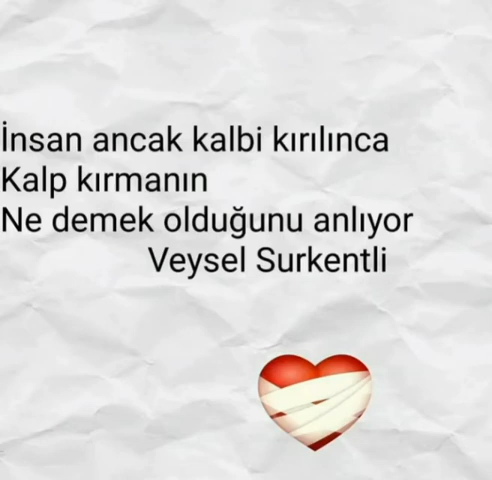 İnsan ancak kalbi kırılınca
Kalp kırmanın
Ne demek olduğunu anlıyor
Veysel Surkentli